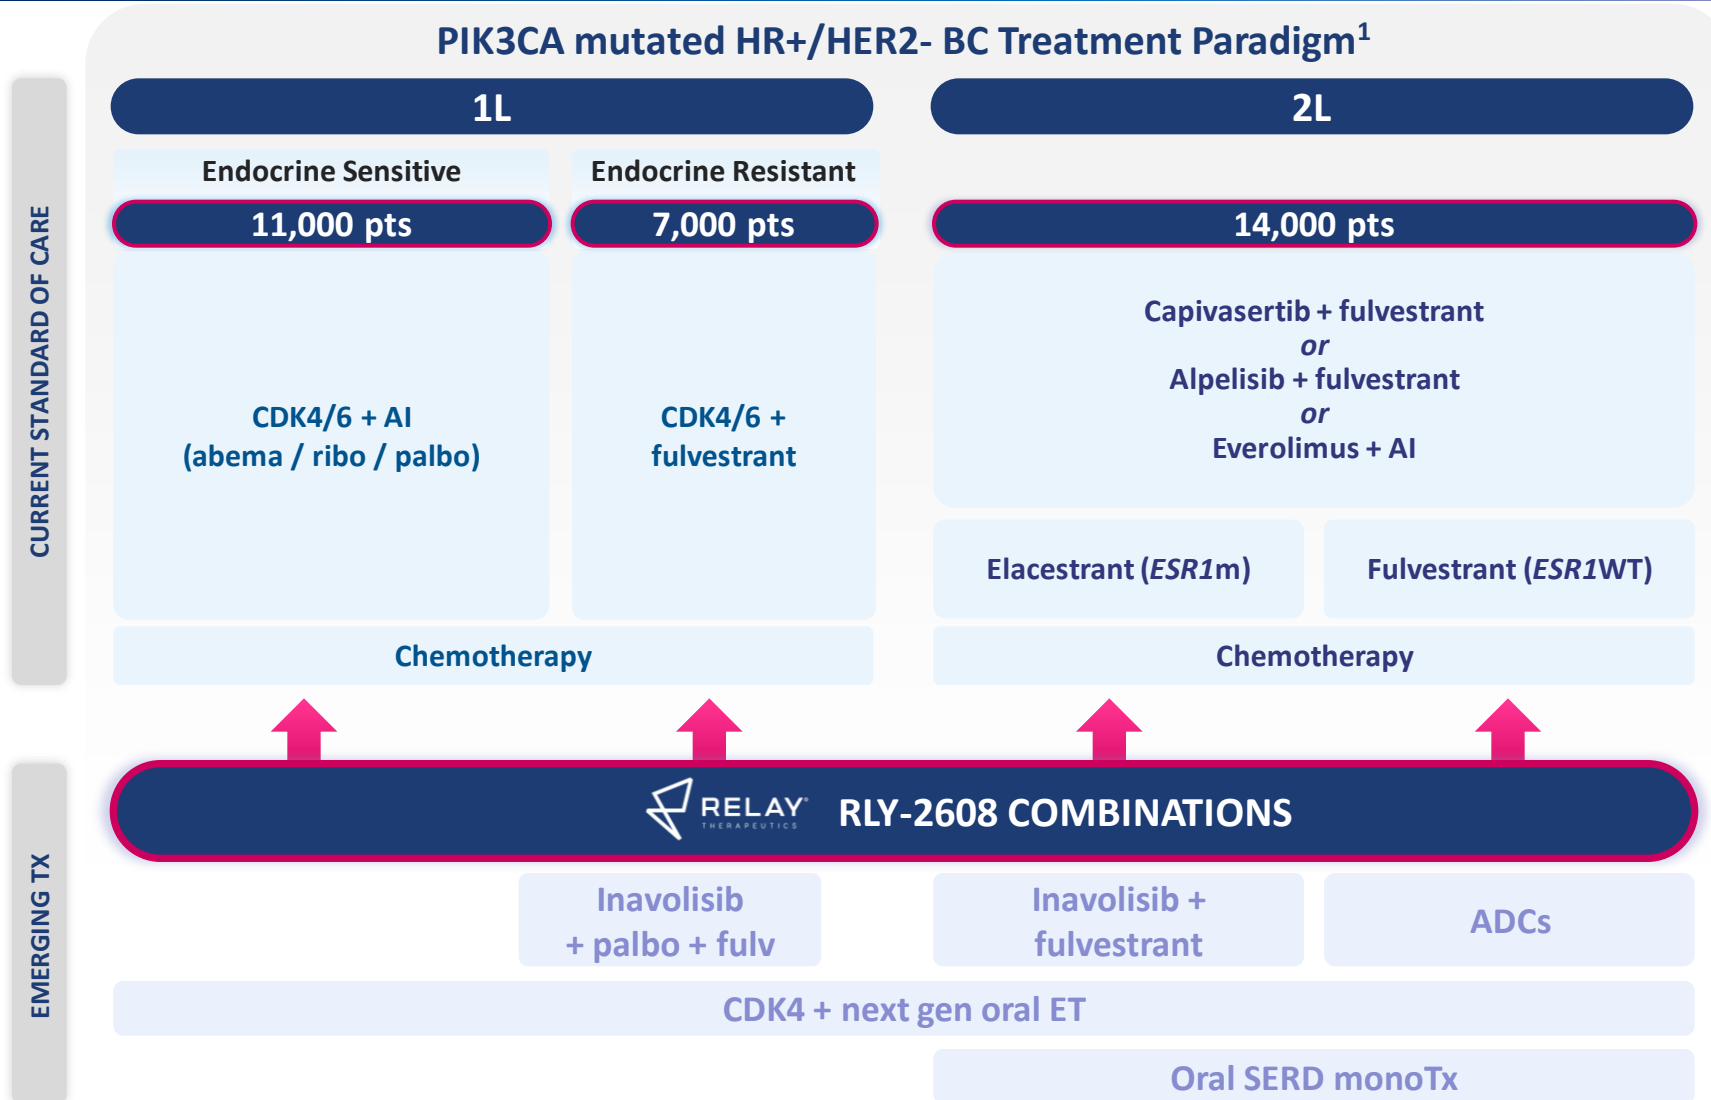 PIK3CA mutated HR+/HER2- BC Treatment Paradigm1
1L
2L
Endocrine Sensitive
Endocrine Resistant
11,000 pts
7,000 pts
14,000 pts
CURRENT STANDARD OF CARE
CDK4/6 + AI
(abema / ribo / palbo)
CDK4/6 +
fulvestrant
Capivasertib + fulvestrant
or
Alpelisib + fulvestrant
or
Everolimus + AI
Elacestrant (ESR1m)
Fulvestrant (ESR1WT)
Chemotherapy
Chemotherapy
RELAY®
THERAPEUTICS
RLY-2608 COMBINATIONS
EMERGING TX
Inavolisib
+ palbo + fulv
Inavolisib +
fulvestrant
ADCs
CDK4 + next gen oral ET
Oral SERD monoTx